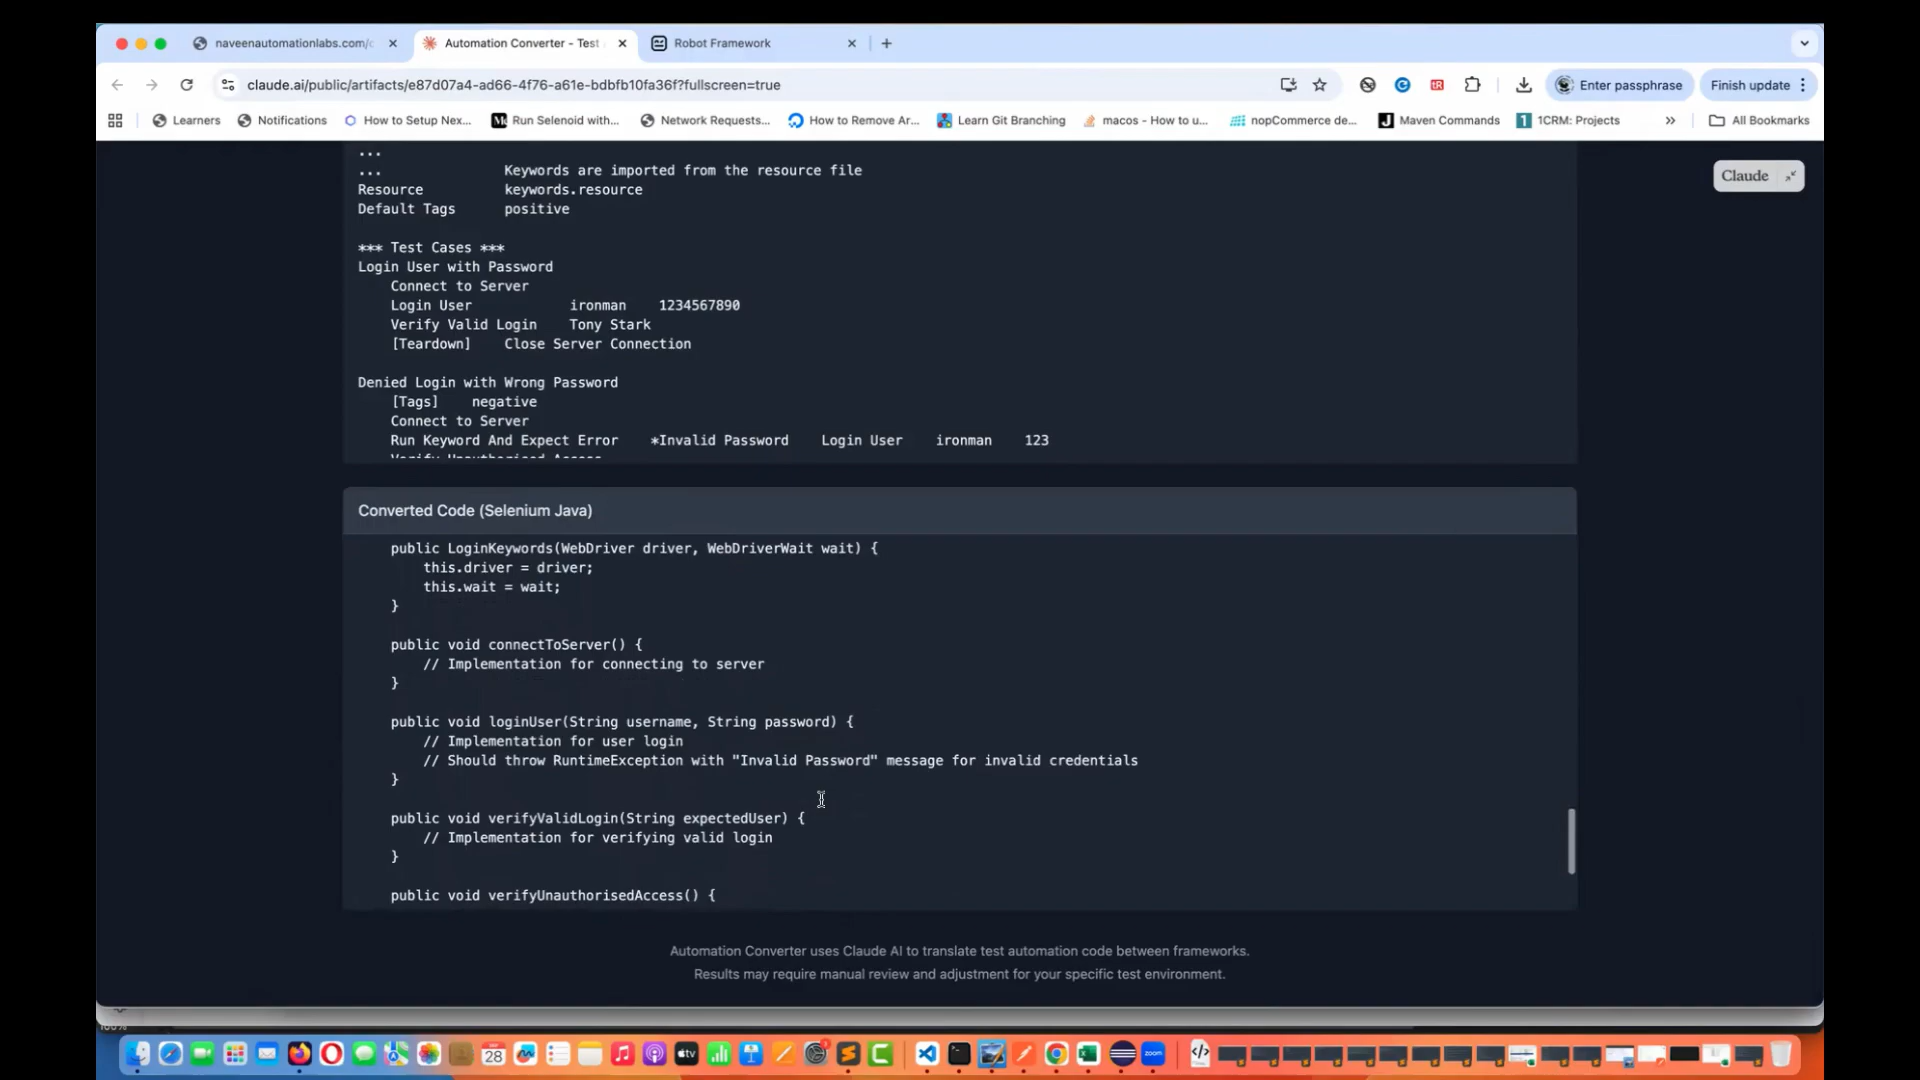 naveenautomationlabs.com/
Automation Converter - Test
Robot Framework
claude.ai/public/artifacts/e87d07a4-ad66-4f76-a61e-bdbfb10fa36f?fullscreen=true
Enter passphrase
Finish update
Learners
Notifications
How to Setup Nex...
Run Selenoid with...
Network Requests...
How to Remove Ar...
Learn Git Branching
macos - How to u...
nopCommerce de...
Maven Commands
1CRM: Projects
»
All Bookmarks
Claude
...
... Keywords are imported from the resource file
Resource keywords.resource
Default Tags positive
*** Test Cases ***
Login User with Password
Connect to Server
Login User ironman 1234567890
Verify Valid Login Tony Stark
[Teardown] Close Server Connection
Denied Login with Wrong Password
[Tags] negative
Connect to Server
Run Keyword And Expect Error *Invalid Password Login User ironman 123
Verify Unauthorised Access
Converted Code (Selenium Java)
public LoginKeywords(WebDriver driver, WebDriverWait wait) {
this.driver = driver;
this.wait = wait;
}
public void connectToServer() {
// Implementation for connecting to server
}
public void loginUser(String username, String password) {
// Implementation for user login
// Should throw RuntimeException with "Invalid Password" message for invalid credentials
}
public void verifyValidLogin(String expectedUser) {
// Implementation for verifying valid login
}
public void verifyUnauthorisedAccess() {
Automation Converter uses Claude AI to translate test automation code between frameworks.
Results may require manual review and adjustment for your specific test environment.
100%
28
tv
zoom